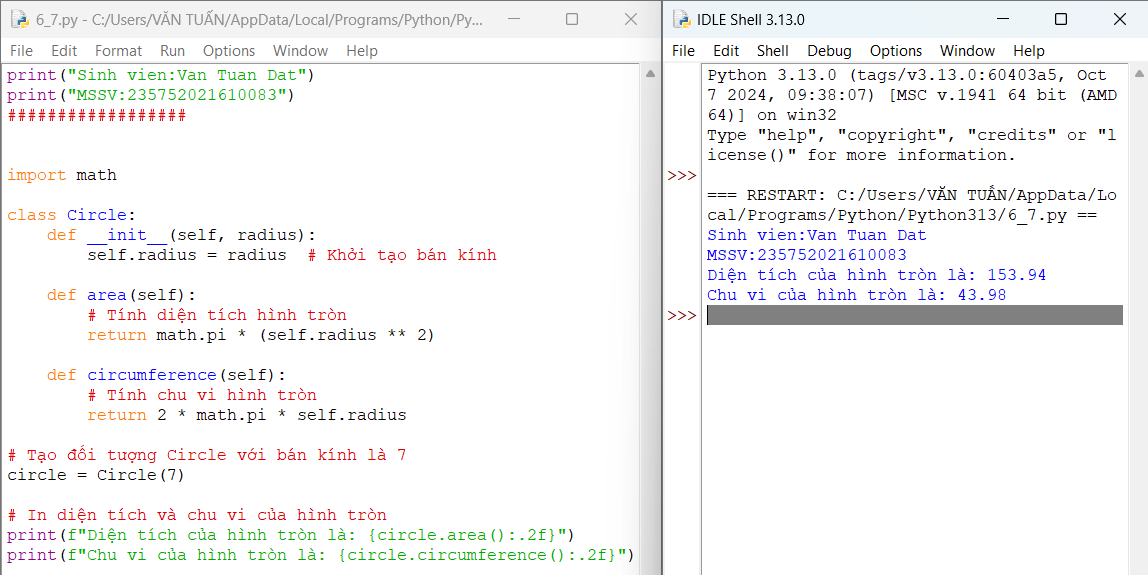 6_7.py - C:/Users/VĂN TUẤN/AppData/Local/Programs/Python/Py...
File Edit Format Run Options Window Help
print("Sinh vien:Van Tuan Dat")
print("MSSV:235752021610083")
##################
import math
class Circle:
    def __init__(self, radius):
        self.radius = radius  # Khởi tạo bán kính
    def area(self):
        # Tính diện tích hình tròn
        return math.pi * (self.radius ** 2)
    def circumference(self):
        # Tính chu vi hình tròn
        return 2 * math.pi * self.radius
# Tạo đối tượng Circle với bán kính là 7
circle = Circle(7)
# In diện tích và chu vi của hình tròn
print(f"Diện tích của hình tròn là: {circle.area():.2f}")
print(f"Chu vi của hình tròn là: {circle.circumference():.2f}")
IDLE Shell 3.13.0
File Edit Shell Debug Options Window Help
Python 3.13.0 (tags/v3.13.0:60403a5, Oct
7 2024, 09:38:07) [MSC v.1941 64 bit (AMD
64)] on win32
Type "help", "copyright", "credits" or "l
icense()" for more information.
>>>
=== RESTART: C:/Users/VĂN TUẤN/AppData/Lo
cal/Programs/Python/Python313/6_7.py ==
Sinh vien:Van Tuan Dat
MSSV:235752021610083
Diện tích của hình tròn là: 153.94
Chu vi của hình tròn là: 43.98
>>>